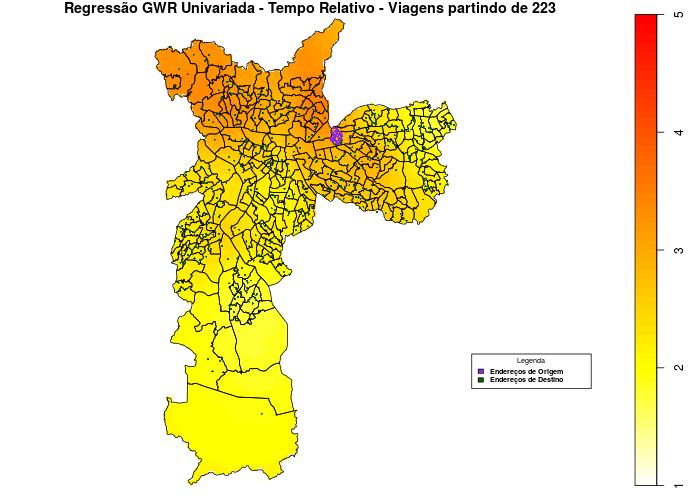 Regressão GWR Univariada - Tempo Relativo - Viagens partindo de 223
5
4
3
2
1
Legenda
Endereços de Origem
Endereços de Destino